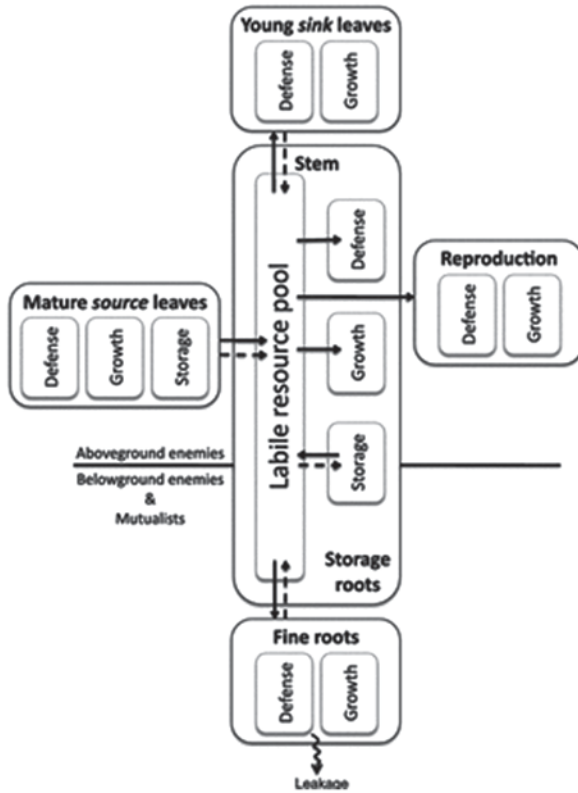 Young sink leaves
Defense
Growth
Stem
Labile resource pool
Defense
Growth
Storage
Storage
roots
Reproduction
Defense
Growth
Mature source leaves
Defense
Growth
Storage
Aboveground enemies
Belowground enemies
&
Mutualists
Fine roots
Defense
Growth
Leakage